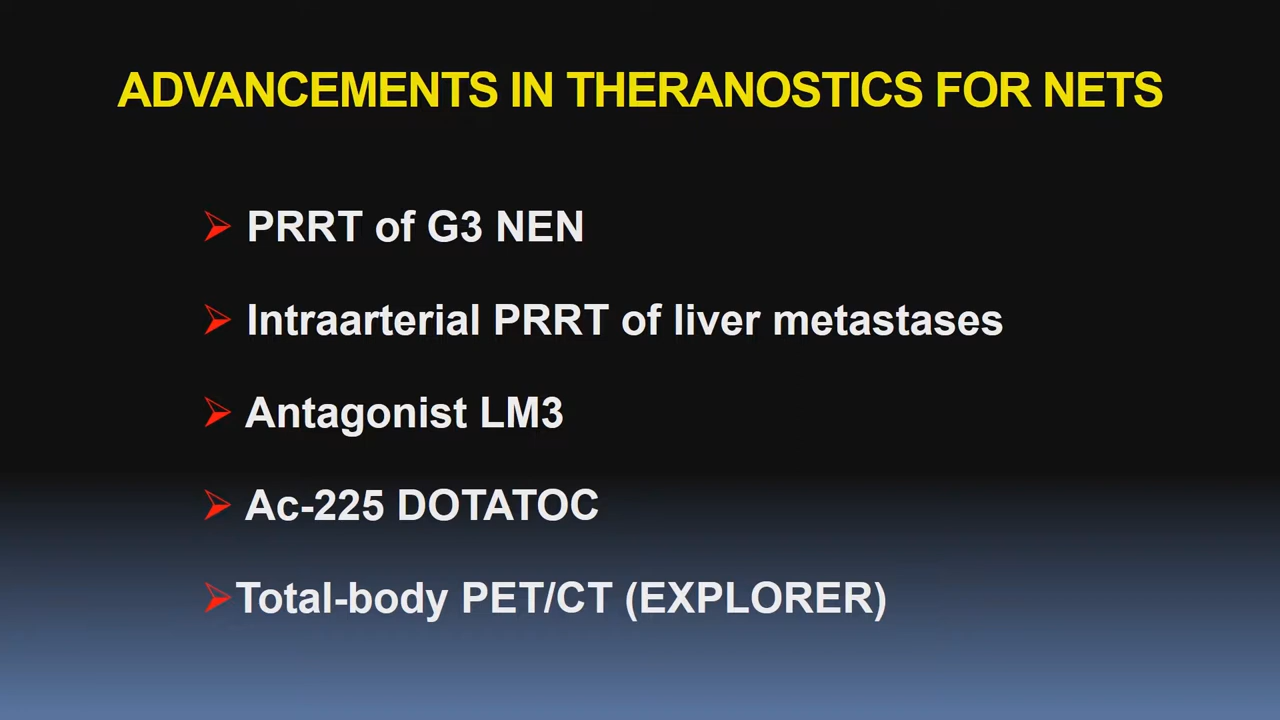 ADVANCEMENTS IN THERANOSTICS FOR NETS
PRRT of G3 NEN
Intraarterial PRRT of liver metastases
Antagonist LM3
Ac-225 DOTATOC
Total-body PET/CT (EXPLORER)